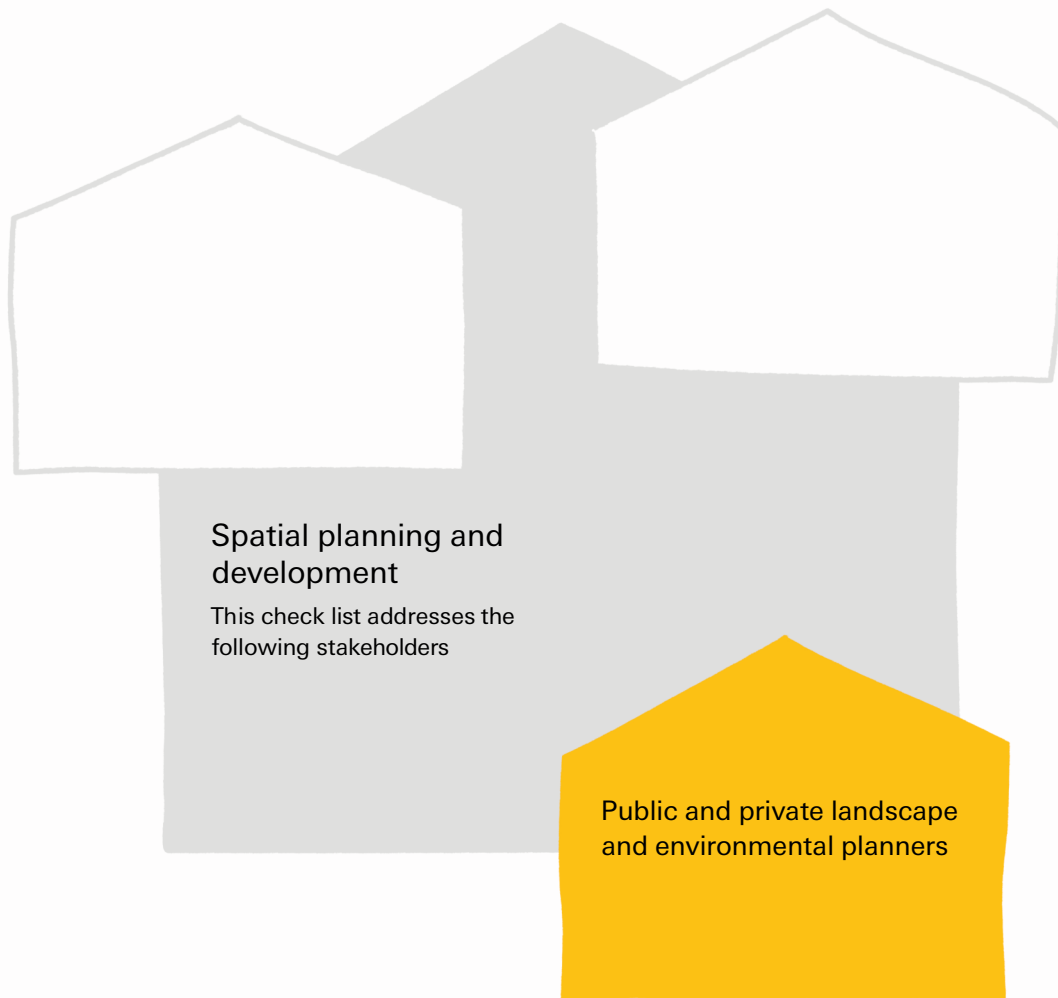 Spatial planning and
development
This check list addresses the
following stakeholders
Public and private landscape
and environmental planners